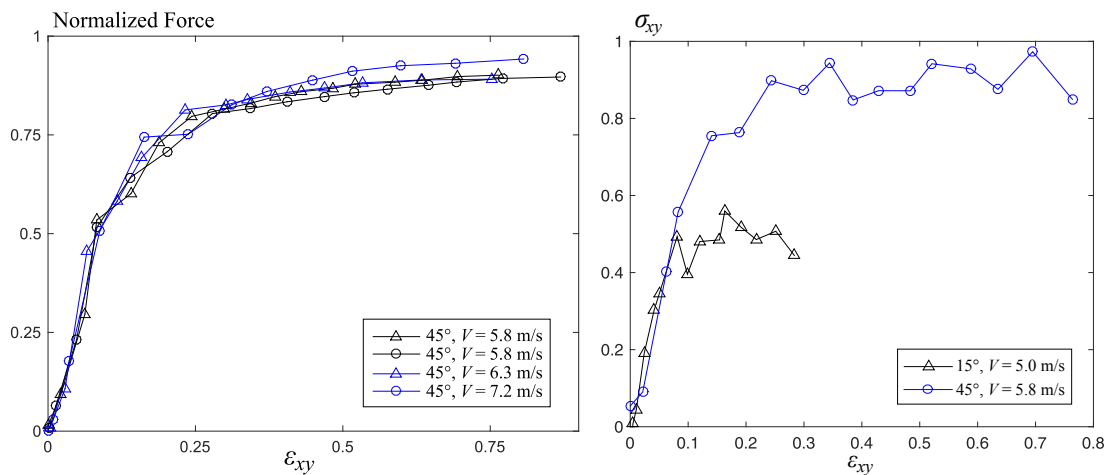 Normalized Force
1
0.75
0.5
0.25
0
0 0.25 0.5 0.75
εxy
45°, V = 5.8 m/s
45°, V = 5.8 m/s
45°, V = 6.3 m/s
45°, V = 7.2 m/s
σxy
1
0.8
0.6
0.4
0.2
0
0 0.1 0.2 0.3 0.4 0.5 0.6 0.7 0.8
εxy
15°, V = 5.0 m/s
45°, V = 5.8 m/s